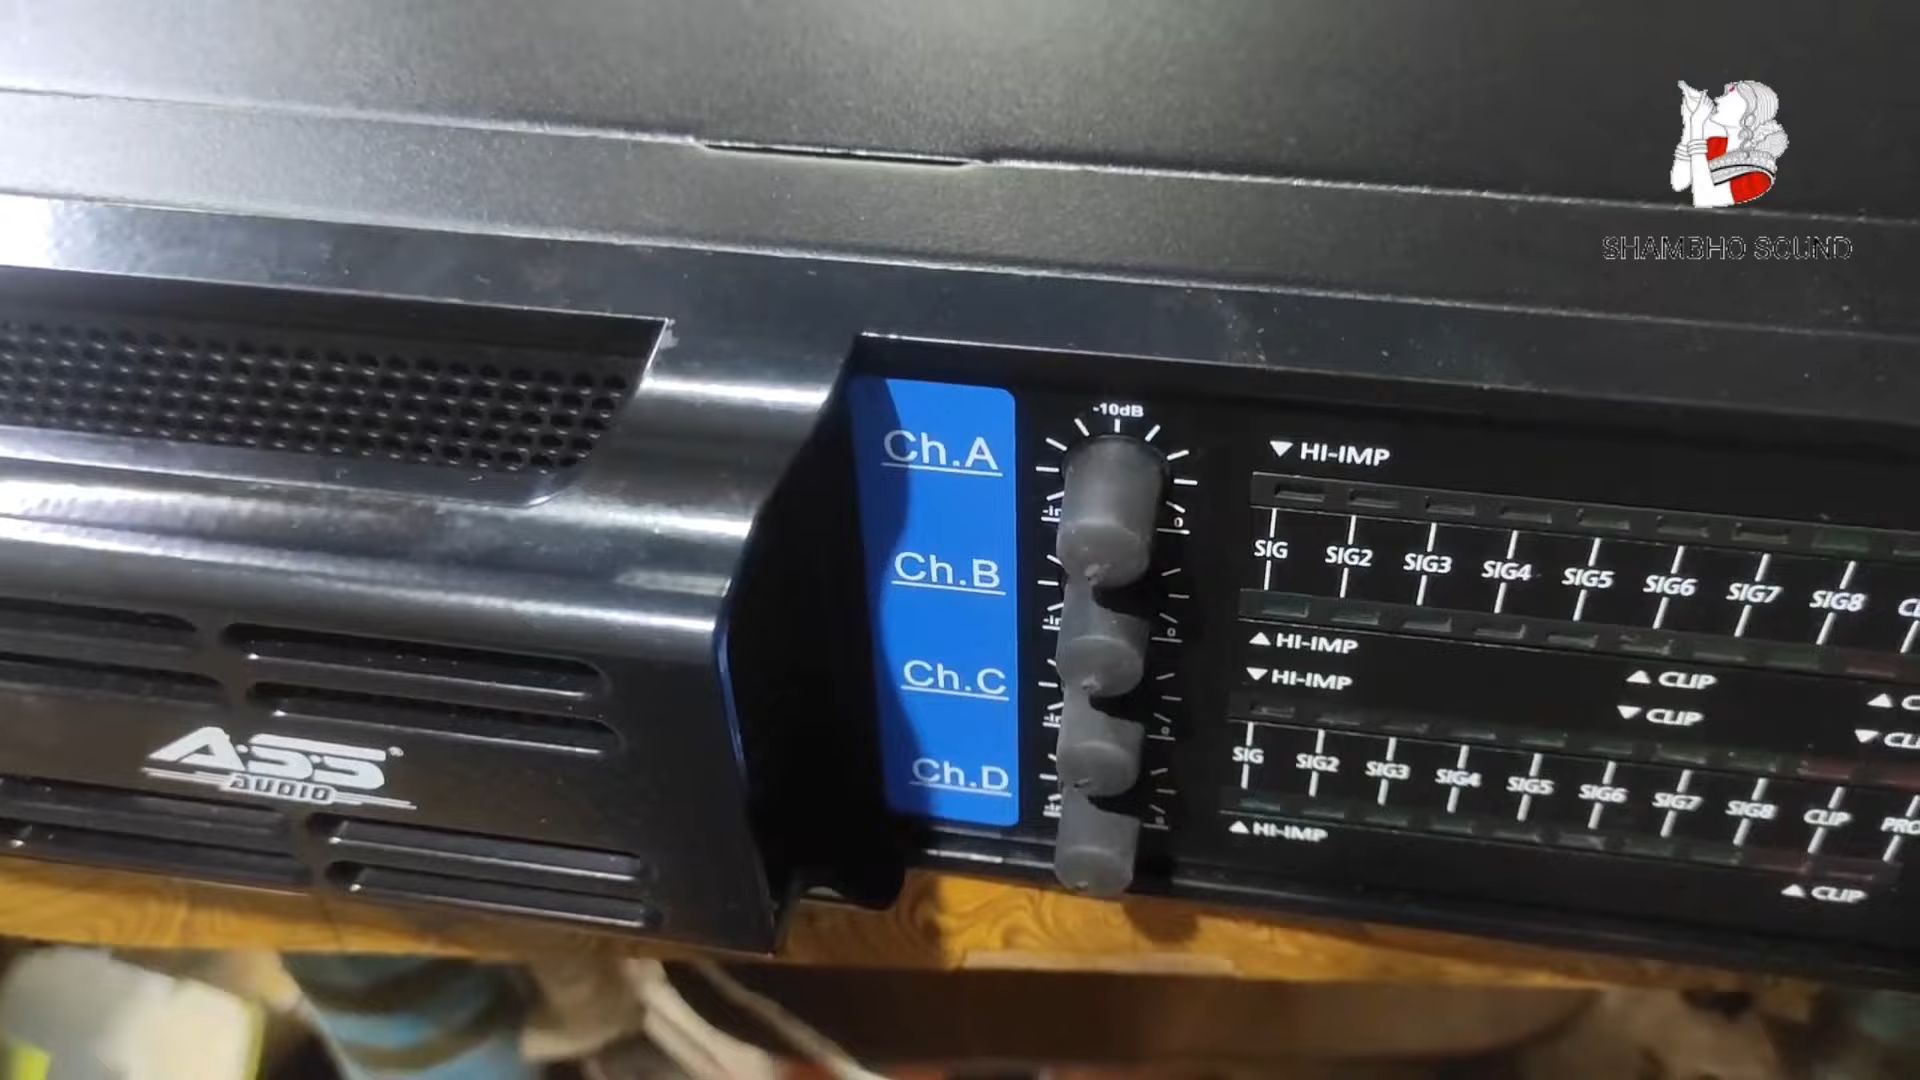 SHAMBHO SOUND
-10dB
Ch.A
Ch.B
Ch.C
Ch.D
▼ HI-IMP
SIG SIG2 SIG3 SIG4 SIG5 SIG6 SIG7 SIG8
▲ HI-IMP
▼ HI-IMP
▲ CLIP
▼ CLIP
SIG SIG2 SIG3 SIG4 SIG5 SIG6 SIG7 SIG8 CLIP
▲ HI-IMP
▲ CLIP
A.S.S
AUDIO